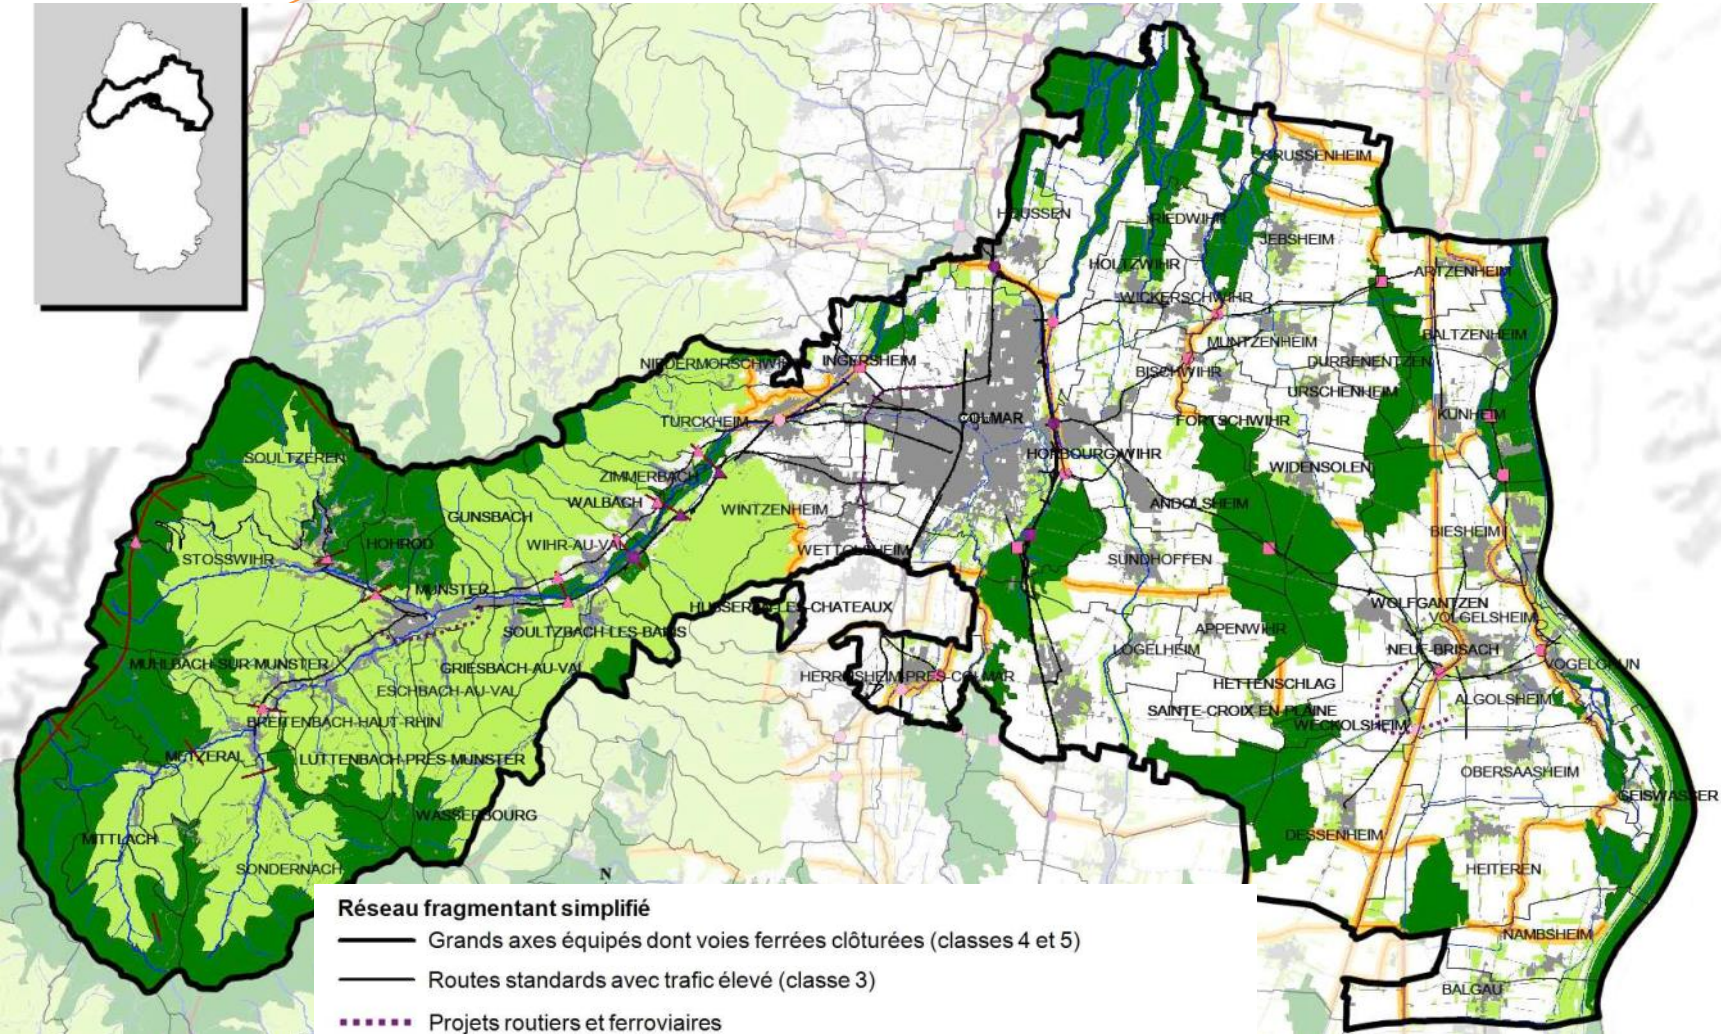 GRUSSENHEIM
HOUSSEN
RIEDWIHR
JEBSHEIM
HOLTZWIHR
ARTZENHEIM
WICKERSCHWIHR
BALTZENHEIM
MUNTZENHEIM
NIEDERMORSCHWIHR
INGERSHEIM
DURRENENTZEN
BISCHWIHR
URSCHENHEIM
TURCKHEIM
COLMAR
FORTSCHWIHR
KUNHEIM
SOULTZEREN
HORBOURG-WIHR
WIDENSOLEN
ZIMMERBACH
WALBACH
WINTZENHEIM
ANDOLSHEIM
GUNSBACH
BIESHEIM
HOHROD
WIHR-AU-VAL
WETTOLSHEIM
STOSSWIHR
SUNDHOFFEN
MUNSTER
HUSSEREN-LES-CHATEAUX
WOLFGANTZEN
VOLGELSHEIM
SOULTZBACH-LES-BAINS
APPENWIHR
LOGELHEIM
NEUF-BRISACH
MUHLBACH-SUR-MUNSTER
GRIESBACH-AU-VAL
VOGELGRUN
HERRLISHEIM-PRES-COLMAR
HETTENSCHLAG
ESCHBACH-AU-VAL
ALGOLSHEIM
SAINTE-CROIX-EN-PLAINE
BREITENBACH-HAUT-RHIN
WECKOLSHEIM
METZERAL
LUTTENBACH-PRES-MUNSTER
OBERSAASHEIM
GEISWASSER
WASSERBOURG
MITTLACH
DESSENHEIM
SONDERNACH
N
HEITEREN
NAMBSHEIM
BALGAU
Réseau fragmentant simplifié
Grands axes équipés dont voies ferrées clôturées (classes 4 et 5)
Routes standards avec trafic élevé (classe 3)
Projets routiers et ferroviaires